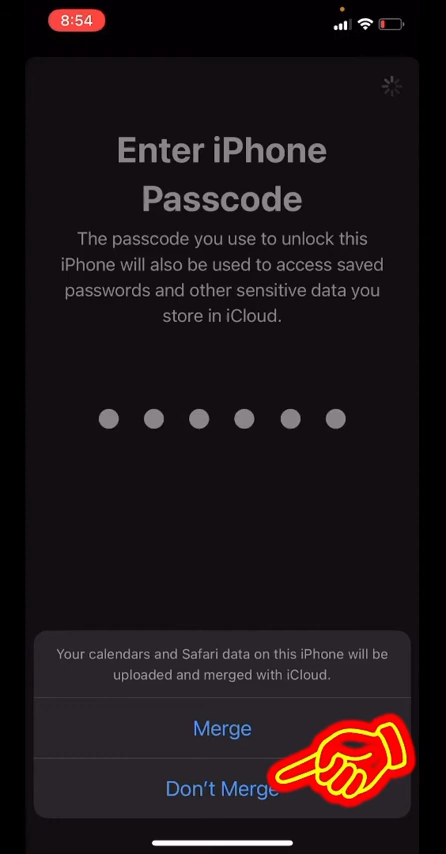 8:54
Enter iPhone
Passcode
The passcode you use to unlock this
iPhone will also be used to access saved
passwords and other sensitive data you
store in iCloud.
Your calendars and Safari data on this iPhone will be
uploaded and merged with iCloud.
Merge
Don't Merge